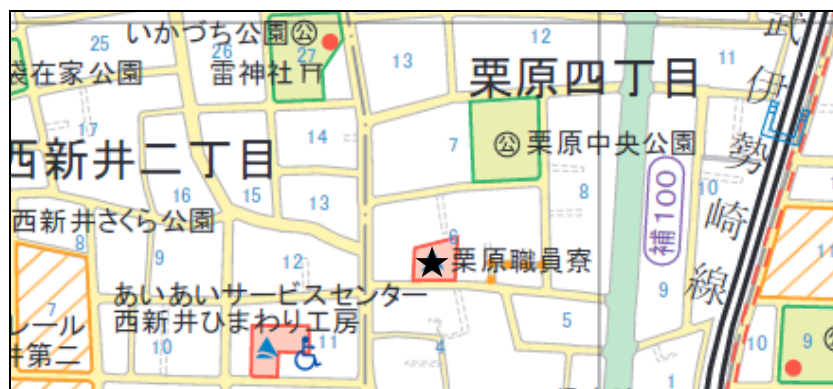 いかづち公園㊡
25
26
27
雷神社
袋在家公園
13
12
11
栗原四丁目
武
伊
勢
崎
線
17
14
7
栗原中央公園
西新井二丁目
16
15
13
8
10
補100
西新井さくら公園
8
9
12
6
栗原職員寮
11
7
あいあいサービスセンター
西新井ひまわり工房
9
レール
井第二
10
11
4
5
10
9
1